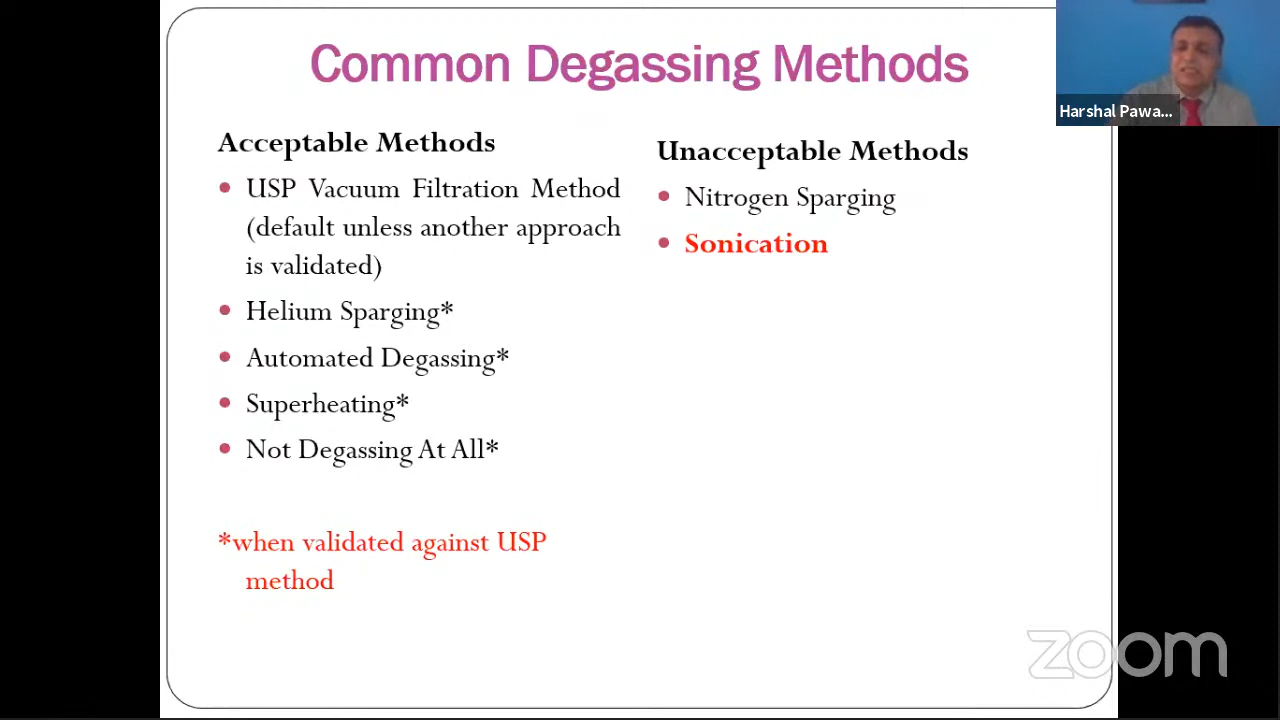 Common Degassing Methods
Harshal Pawa...
Acceptable Methods
• USP Vacuum Filtration Method
(default unless another approach
is validated)
• Helium Sparging*
• Automated Degassing*
• Superheating*
• Not Degassing At All*
*when validated against USP
method
Unacceptable Methods
• Nitrogen Sparging
• Sonication
zoom